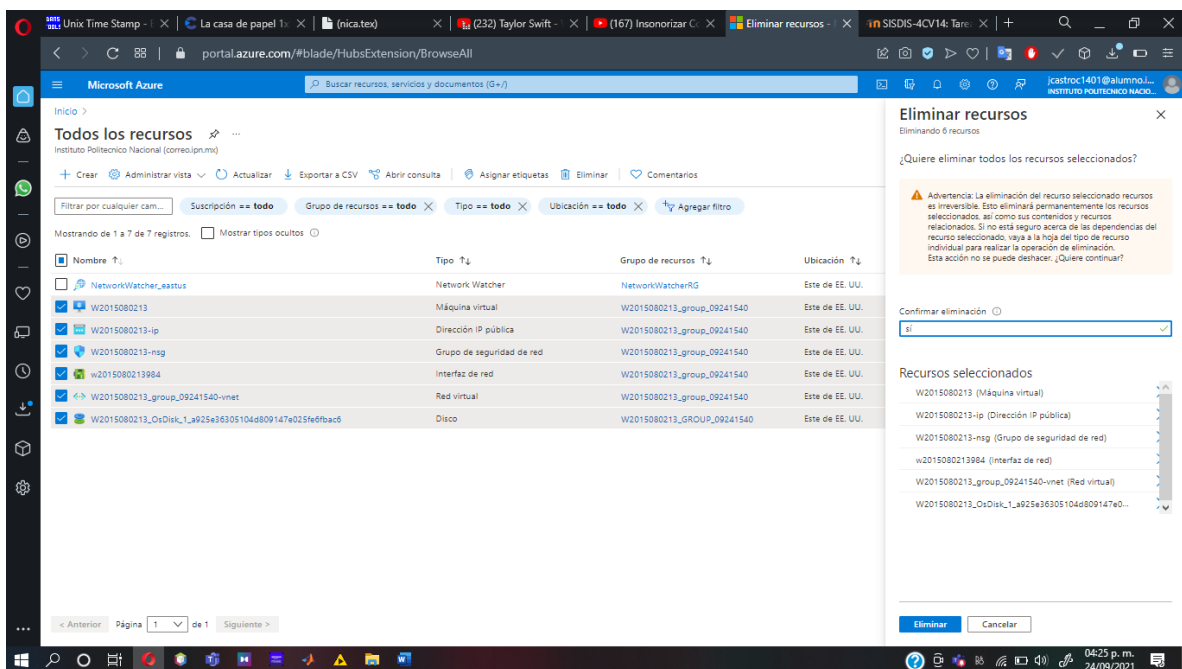 Unix Time Stamp - E
La casa de papel 1x
(nica.tex)
(232) Taylor Swift - \
(167) Insonorizar Co
Eliminar recursos - 
SISDIS-4CV14: Tarea
portal.azure.com/#blade/HubsExtension/BrowseAll
Microsoft Azure
Buscar recursos, servicios y documentos (G+/)
jcastroc1401@alumno.i...
INSTITUTO POLITECNICO NACIO...
Inicio >
Todos los recursos ...
Instituto Politecnico Nacional (correo.ipn.mx)
+ Crear Administrar vista Actualizar Exportar a CSV Abrir consulta Asignar etiquetas Eliminar Comentarios
Filtrar por cualquier cam... Suscripción == todo Grupo de recursos == todo Tipo == todo Ubicación == todo Agregar filtro
Mostrando de 1 a 7 de 7 registros. Mostrar tipos ocultos
Nombre ↑↓ Tipo ↑↓ Grupo de recursos ↑↓ Ubicación ↑↓
NetworkWatcher_eastus Network Watcher NetworkWatcherRG Este de EE. UU.
W2015080213 Máquina virtual W2015080213_group_09241540 Este de EE. UU.
W2015080213-ip Dirección IP pública W2015080213_group_09241540 Este de EE. UU.
W2015080213-nsg Grupo de seguridad de red W2015080213_group_09241540 Este de EE. UU.
w2015080213984 Interfaz de red W2015080213_group_09241540 Este de EE. UU.
W2015080213_group_09241540-vnet Red virtual W2015080213_group_09241540 Este de EE. UU.
W2015080213_OsDisk_1_a925e36305104d809147e025fe6fbac6 Disco W2015080213_GROUP_09241540 Este de EE. UU.
< Anterior Página 1 de 1 Siguiente >
Eliminar recursos
Eliminando 6 recursos
¿Quiere eliminar todos los recursos seleccionados?
Advertencia: La eliminación del recurso seleccionado recursos
es irreversible. Esto eliminará permanentemente los recursos
seleccionados, así como sus contenidos y recursos
relacionados. Si no está seguro acerca de las dependencias del
recurso seleccionado, vaya a la hoja del tipo de recurso
individual para realizar la operación de eliminación.
Esta acción no se puede deshacer. ¿Quiere continuar?
Confirmar eliminación
sí
Recursos seleccionados
W2015080213 (Máquina virtual)
W2015080213-ip (Dirección IP pública)
W2015080213-nsg (Grupo de seguridad de red)
w2015080213984 (Interfaz de red)
W2015080213_group_09241540-vnet (Red virtual)
W2015080213_OsDisk_1_a925e36305104d809147e0...
Eliminar Cancelar
04:25 p. m.
24/09/2021